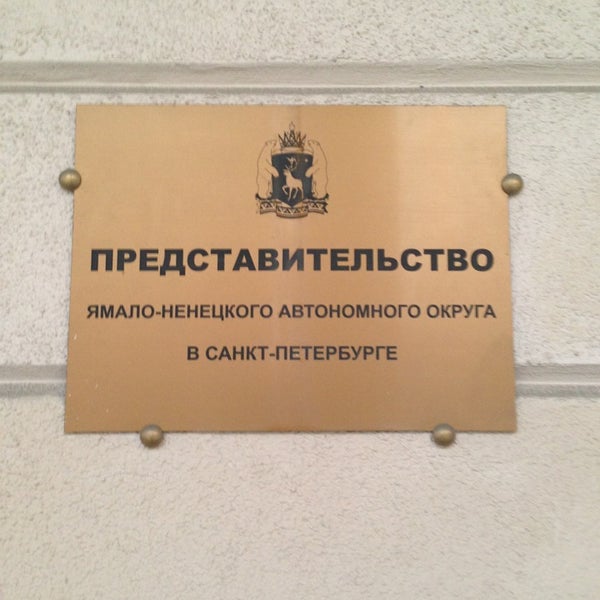 ПРЕДСТАВИТЕЛЬСТВО
ЯМАЛО-НЕНЕЦКОГО АВТОНОМНОГО ОКРУГА
В САНКТ-ПЕТЕРБУРГЕ